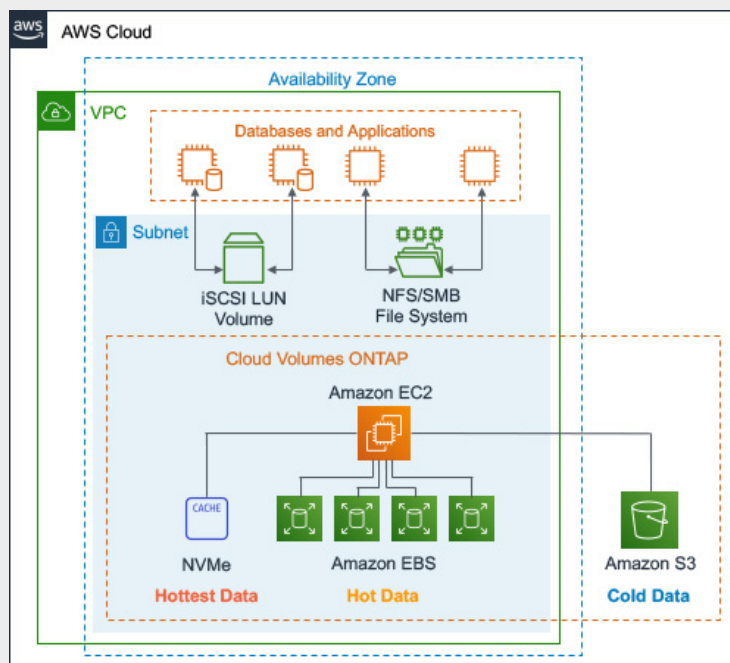 aws
AWS Cloud
Availability Zone
VPC
Databases and Applications
Subnet
iSCSI LUN
Volume
NFS/SMB
File System
Cloud Volumes ONTAP
Amazon EC2
CACHE
NVMe
Amazon EBS
Amazon S3
Hottest Data
Hot Data
Cold Data